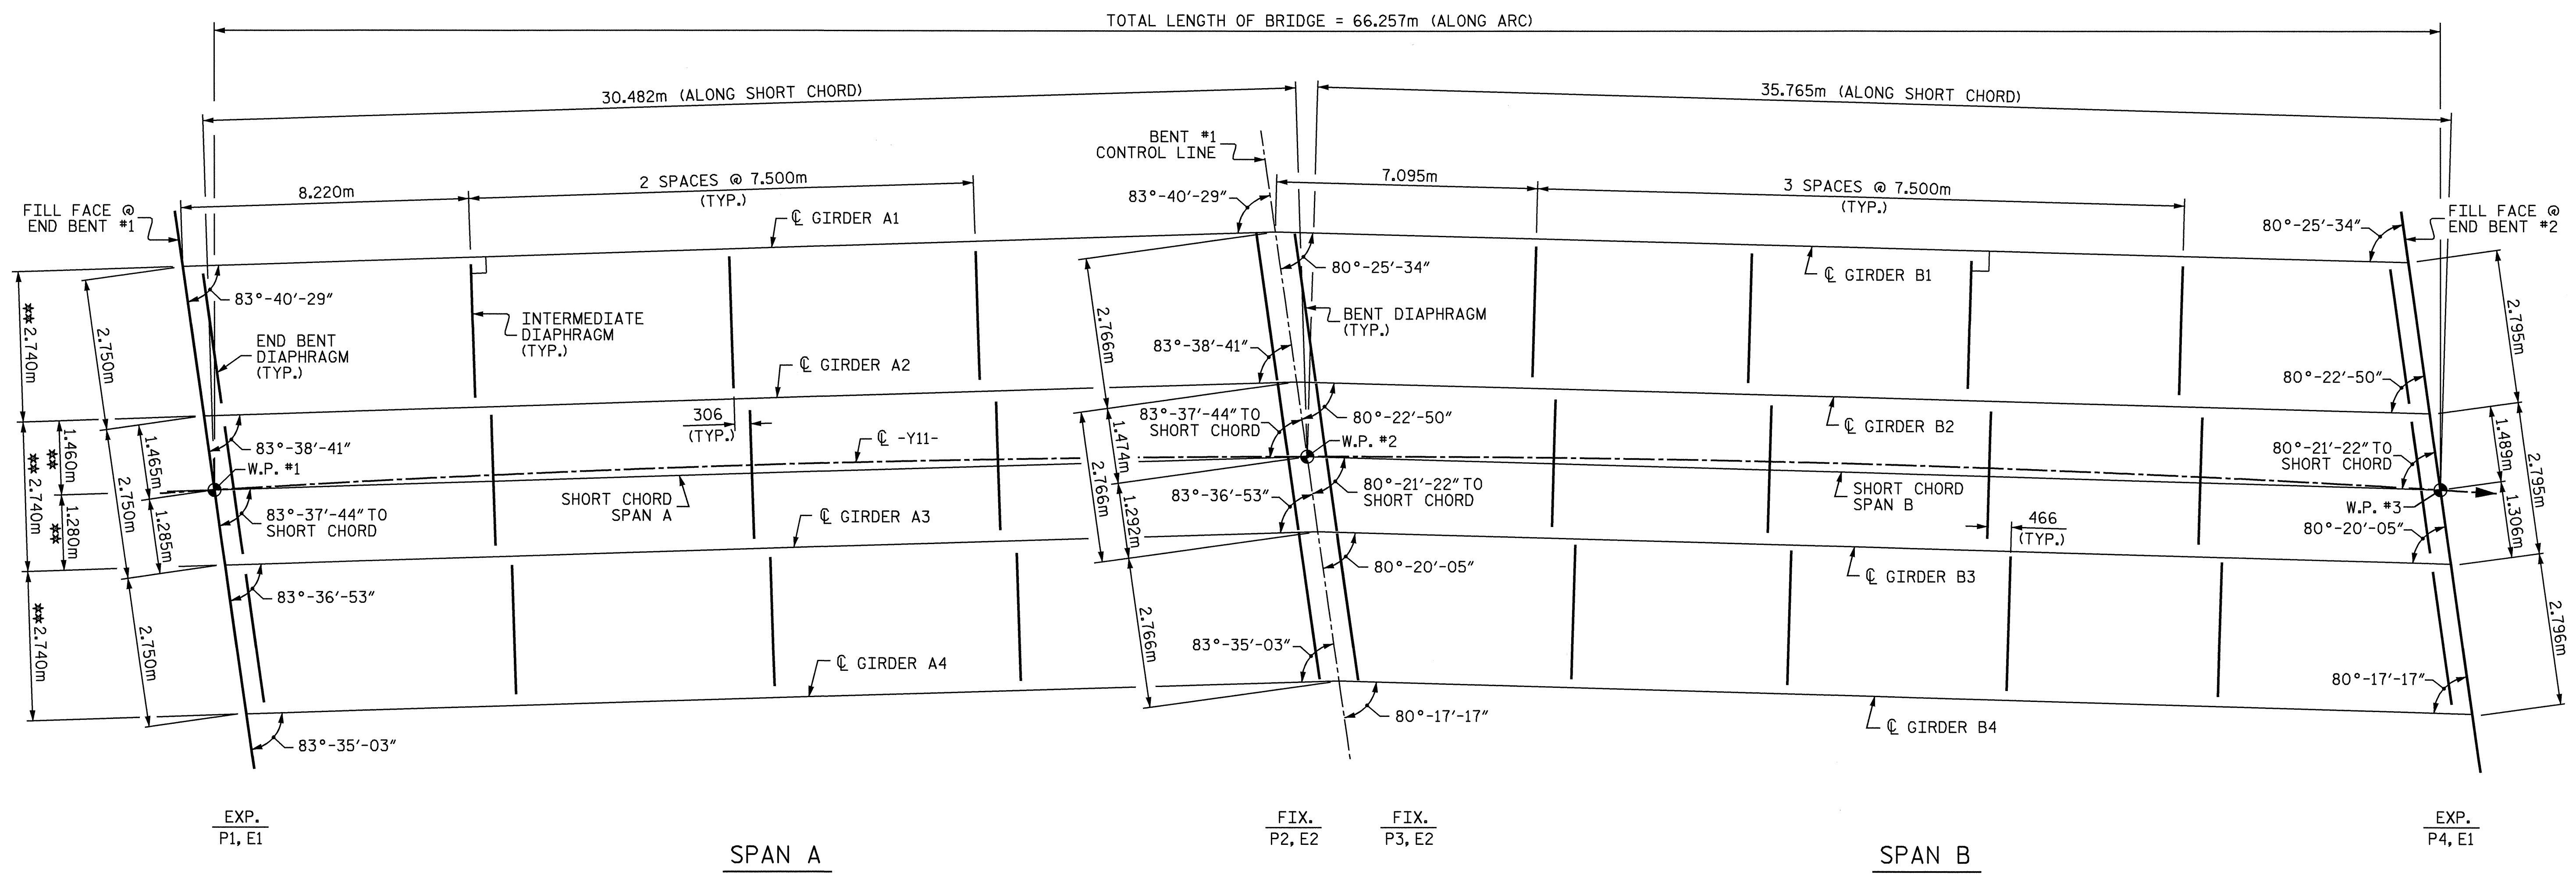 TOTAL LENGTH OF BRIDGE = 66.257m (ALONG ARC)
30.482m (ALONG SHORT CHORD)
35.765m (ALONG SHORT CHORD)
BENT #1
CONTROL LINE
8.220m
2 SPACES @ 7.500m
(TYP.)
83°-40'-29"
7.095m
3 SPACES @ 7.500m
(TYP.)
FILL FACE @
END BENT #1
℄ GIRDER A1
80°-25'-34"
FILL FACE @
END BENT #2
83°-40'-29"
80°-25'-34"
℄ GIRDER B1
**2.740m
2.750m
END BENT
DIAPHRAGM
(TYP.)
INTERMEDIATE
DIAPHRAGM
(TYP.)
2.766m
BENT DIAPHRAGM
(TYP.)
2.795m
83°-38'-41"
℄ GIRDER A2
80°-22'-50"
306
(TYP.)
83°-37'-44" TO
SHORT CHORD
80°-22'-50"
℄ GIRDER B2
1.460m
**
1.465m
83°-38'-41"
℄ -Y11-
1.474m
W.P. #2
80°-21'-22" TO
SHORT CHORD
1.489m
W.P. #1
**2.740m
2.750m
SHORT CHORD
SPAN A
2.766m
83°-36'-53"
80°-21'-22" TO
SHORT CHORD
SHORT CHORD
SPAN B
W.P. #3
2.795m
1.280m
**
1.285m
83°-37'-44" TO
SHORT CHORD
℄ GIRDER A3
1.292m
466
(TYP.)
80°-20'-05"
1.306m
83°-36'-53"
80°-20'-05"
℄ GIRDER B3
**2.740m
2.750m
2.766m
2.796m
83°-35'-03"
℄ GIRDER A4
80°-17'-17"
83°-35'-03"
80°-17'-17"
℄ GIRDER B4
EXP.
P1, E1
FIX.
P2, E2
FIX.
P3, E2
EXP.
P4, E1
SPAN A
SPAN B